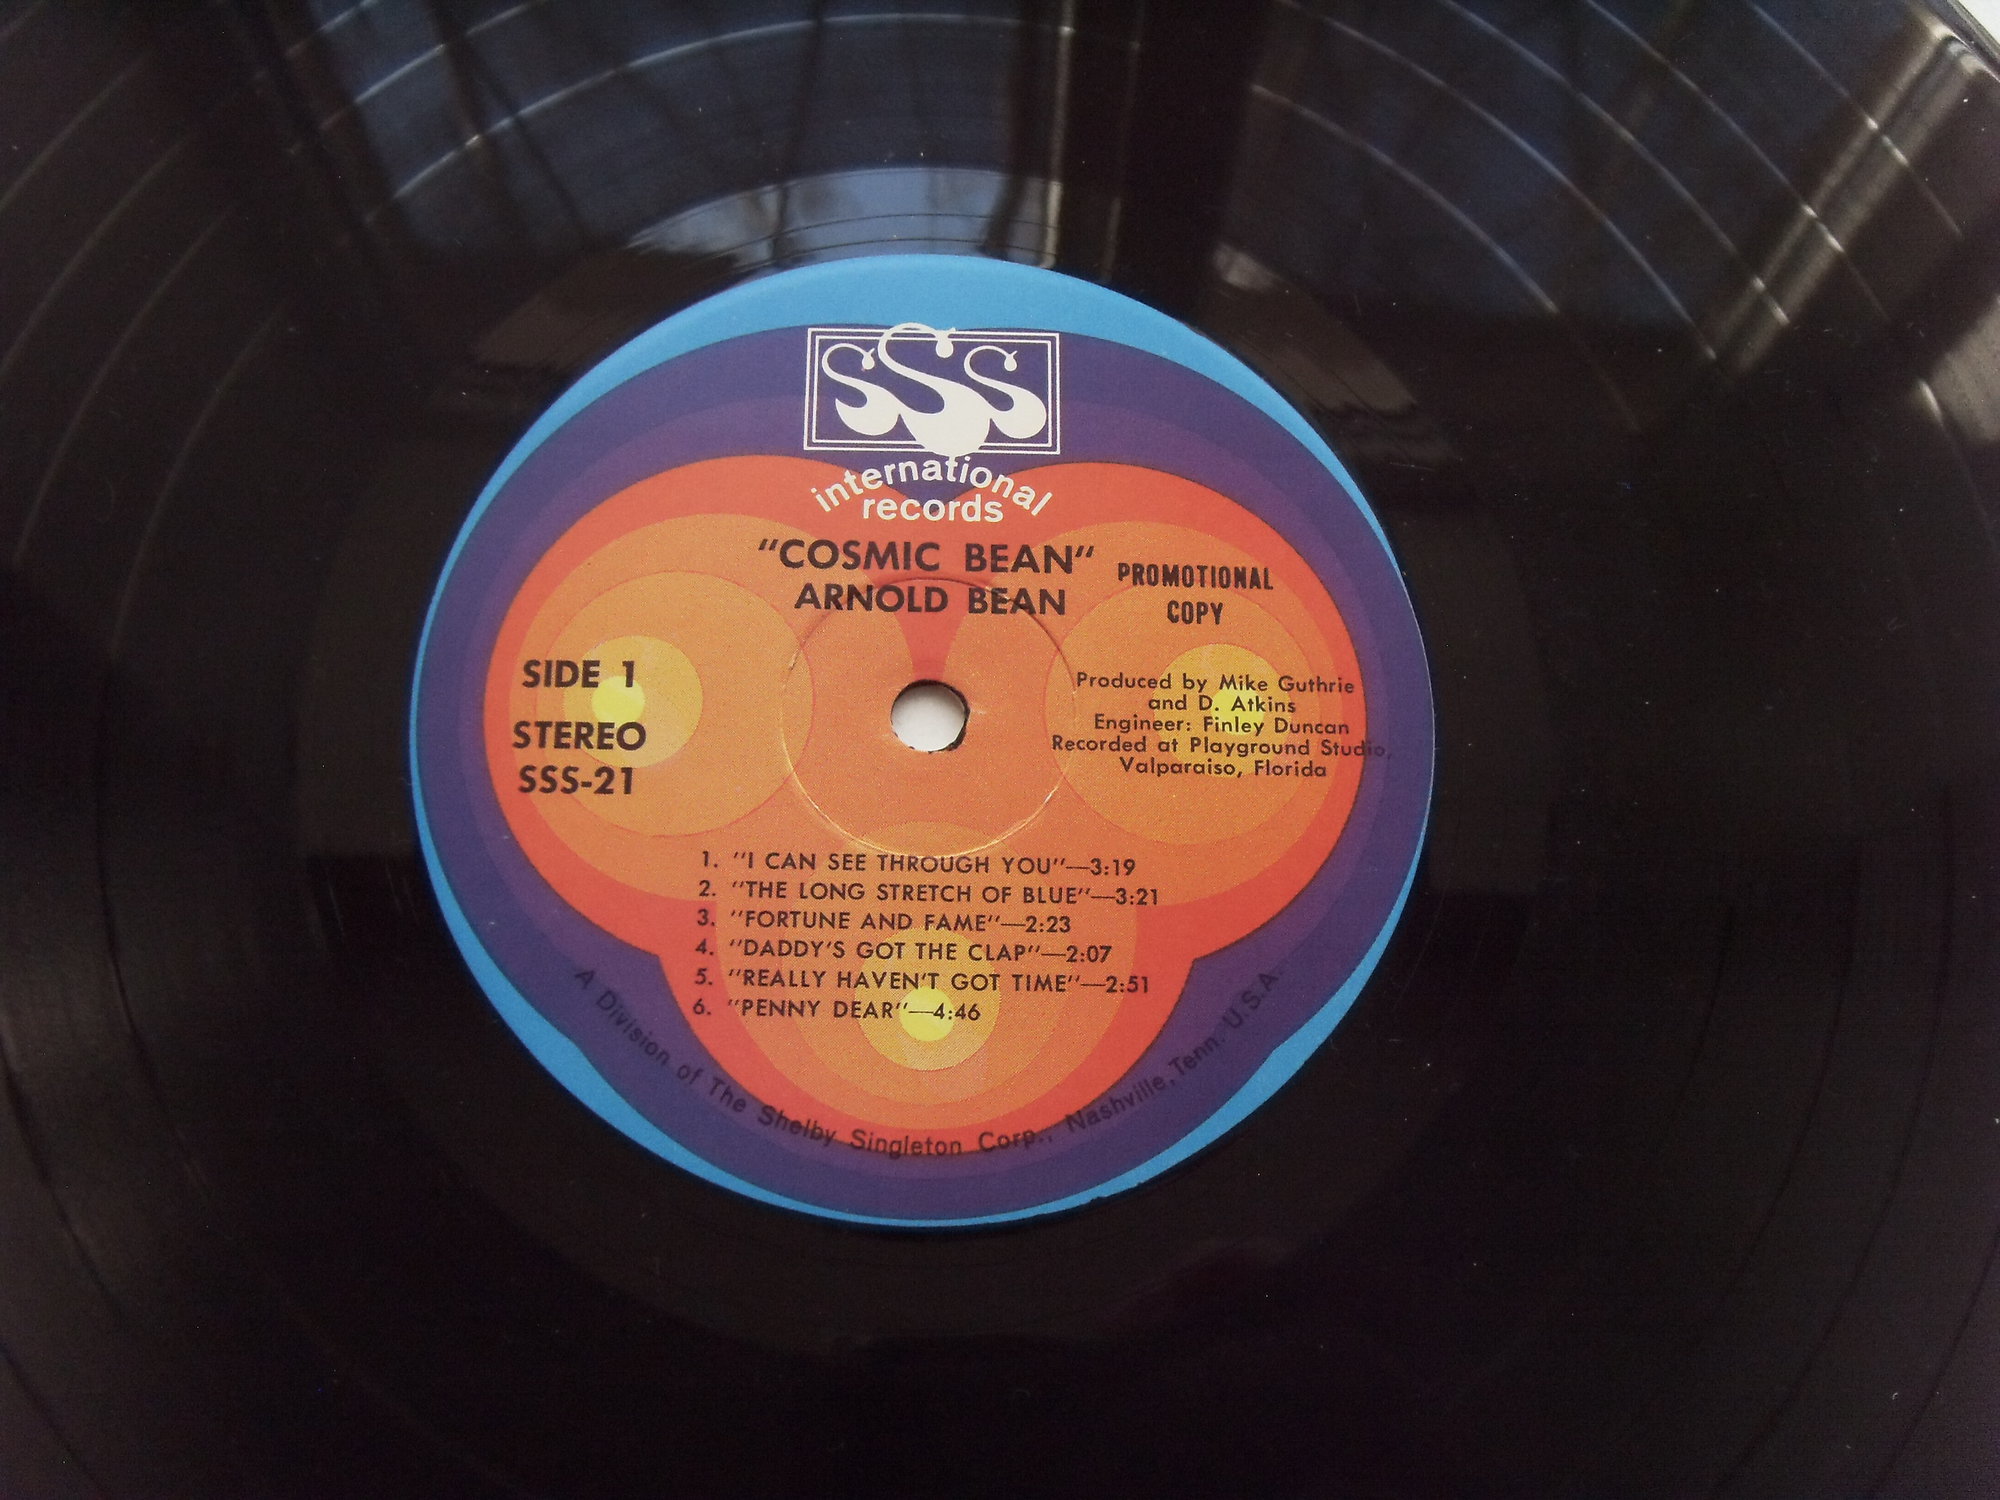 SSS
international
records
"COSMIC BEAN"
ARNOLD BEAN
PROMOTIONAL
COPY
SIDE 1
STEREO
SSS-21
Produced by Mike Guthrie
and D. Atkins
Engineer: Finley Duncan
Recorded at Playground Studio,
Valparaiso, Florida
1. "I CAN SEE THROUGH YOU"—3:19
2. "THE LONG STRETCH OF BLUE"—3:21
3. "FORTUNE AND FAME"—2:23
4. "DADDY'S GOT THE CLAP"—2:07
5. "REALLY HAVEN'T GOT TIME"—2:51
6. "PENNY DEAR"—4:46
A Division of The Shelby Singleton Corp., Nashville, Tenn. U.S.A.